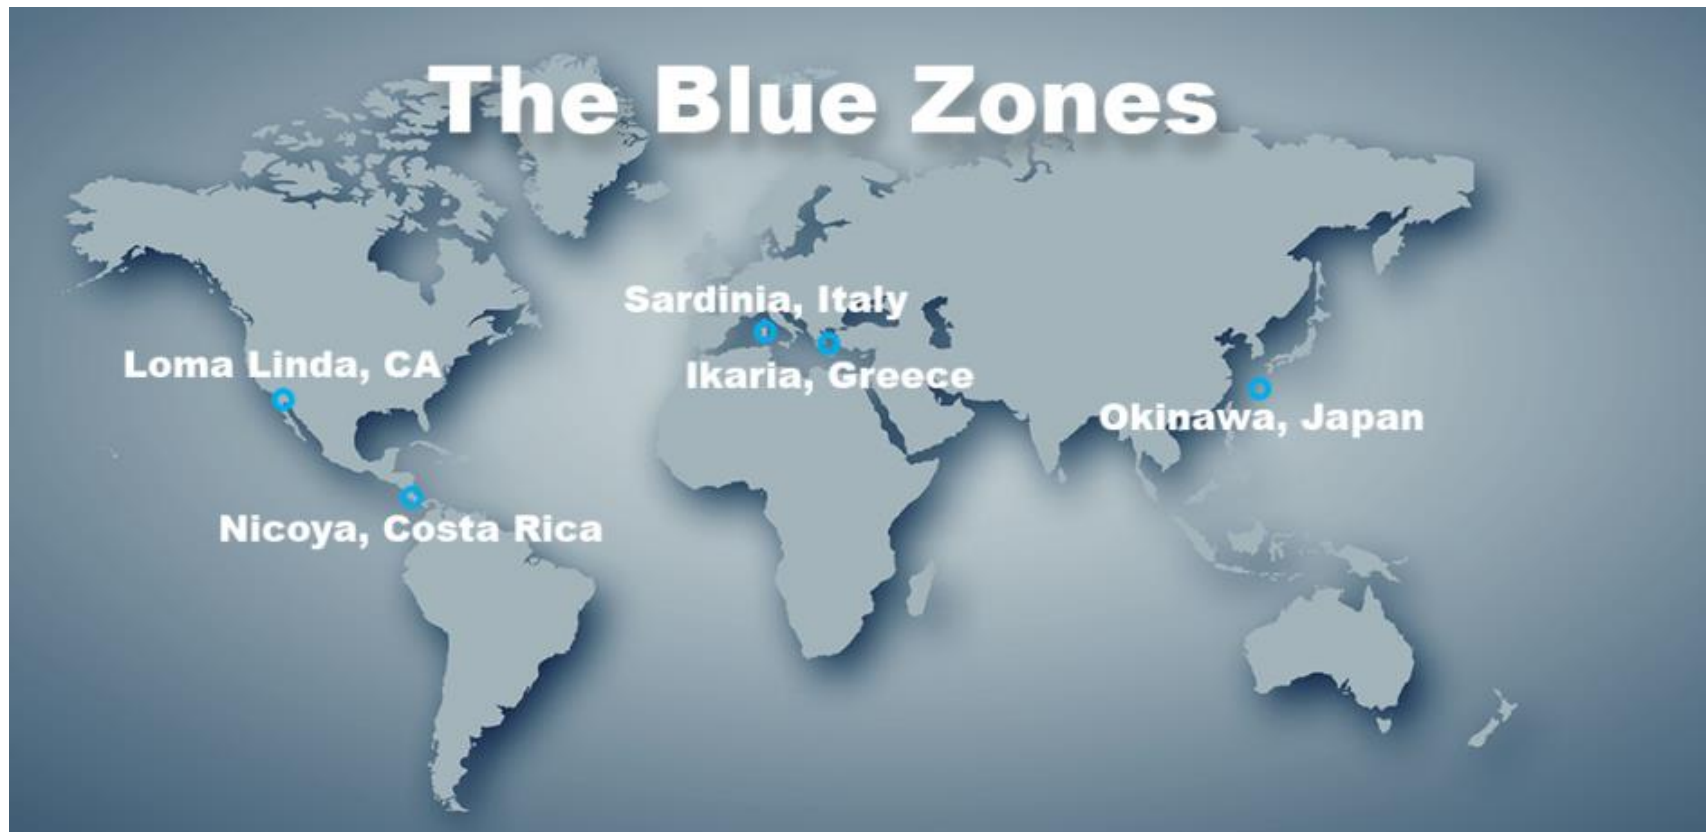 The Blue Zones
Sardinia, Italy
Loma Linda, CA
Ikaria, Greece
Okinawa, Japan
Nicoya, Costa Rica